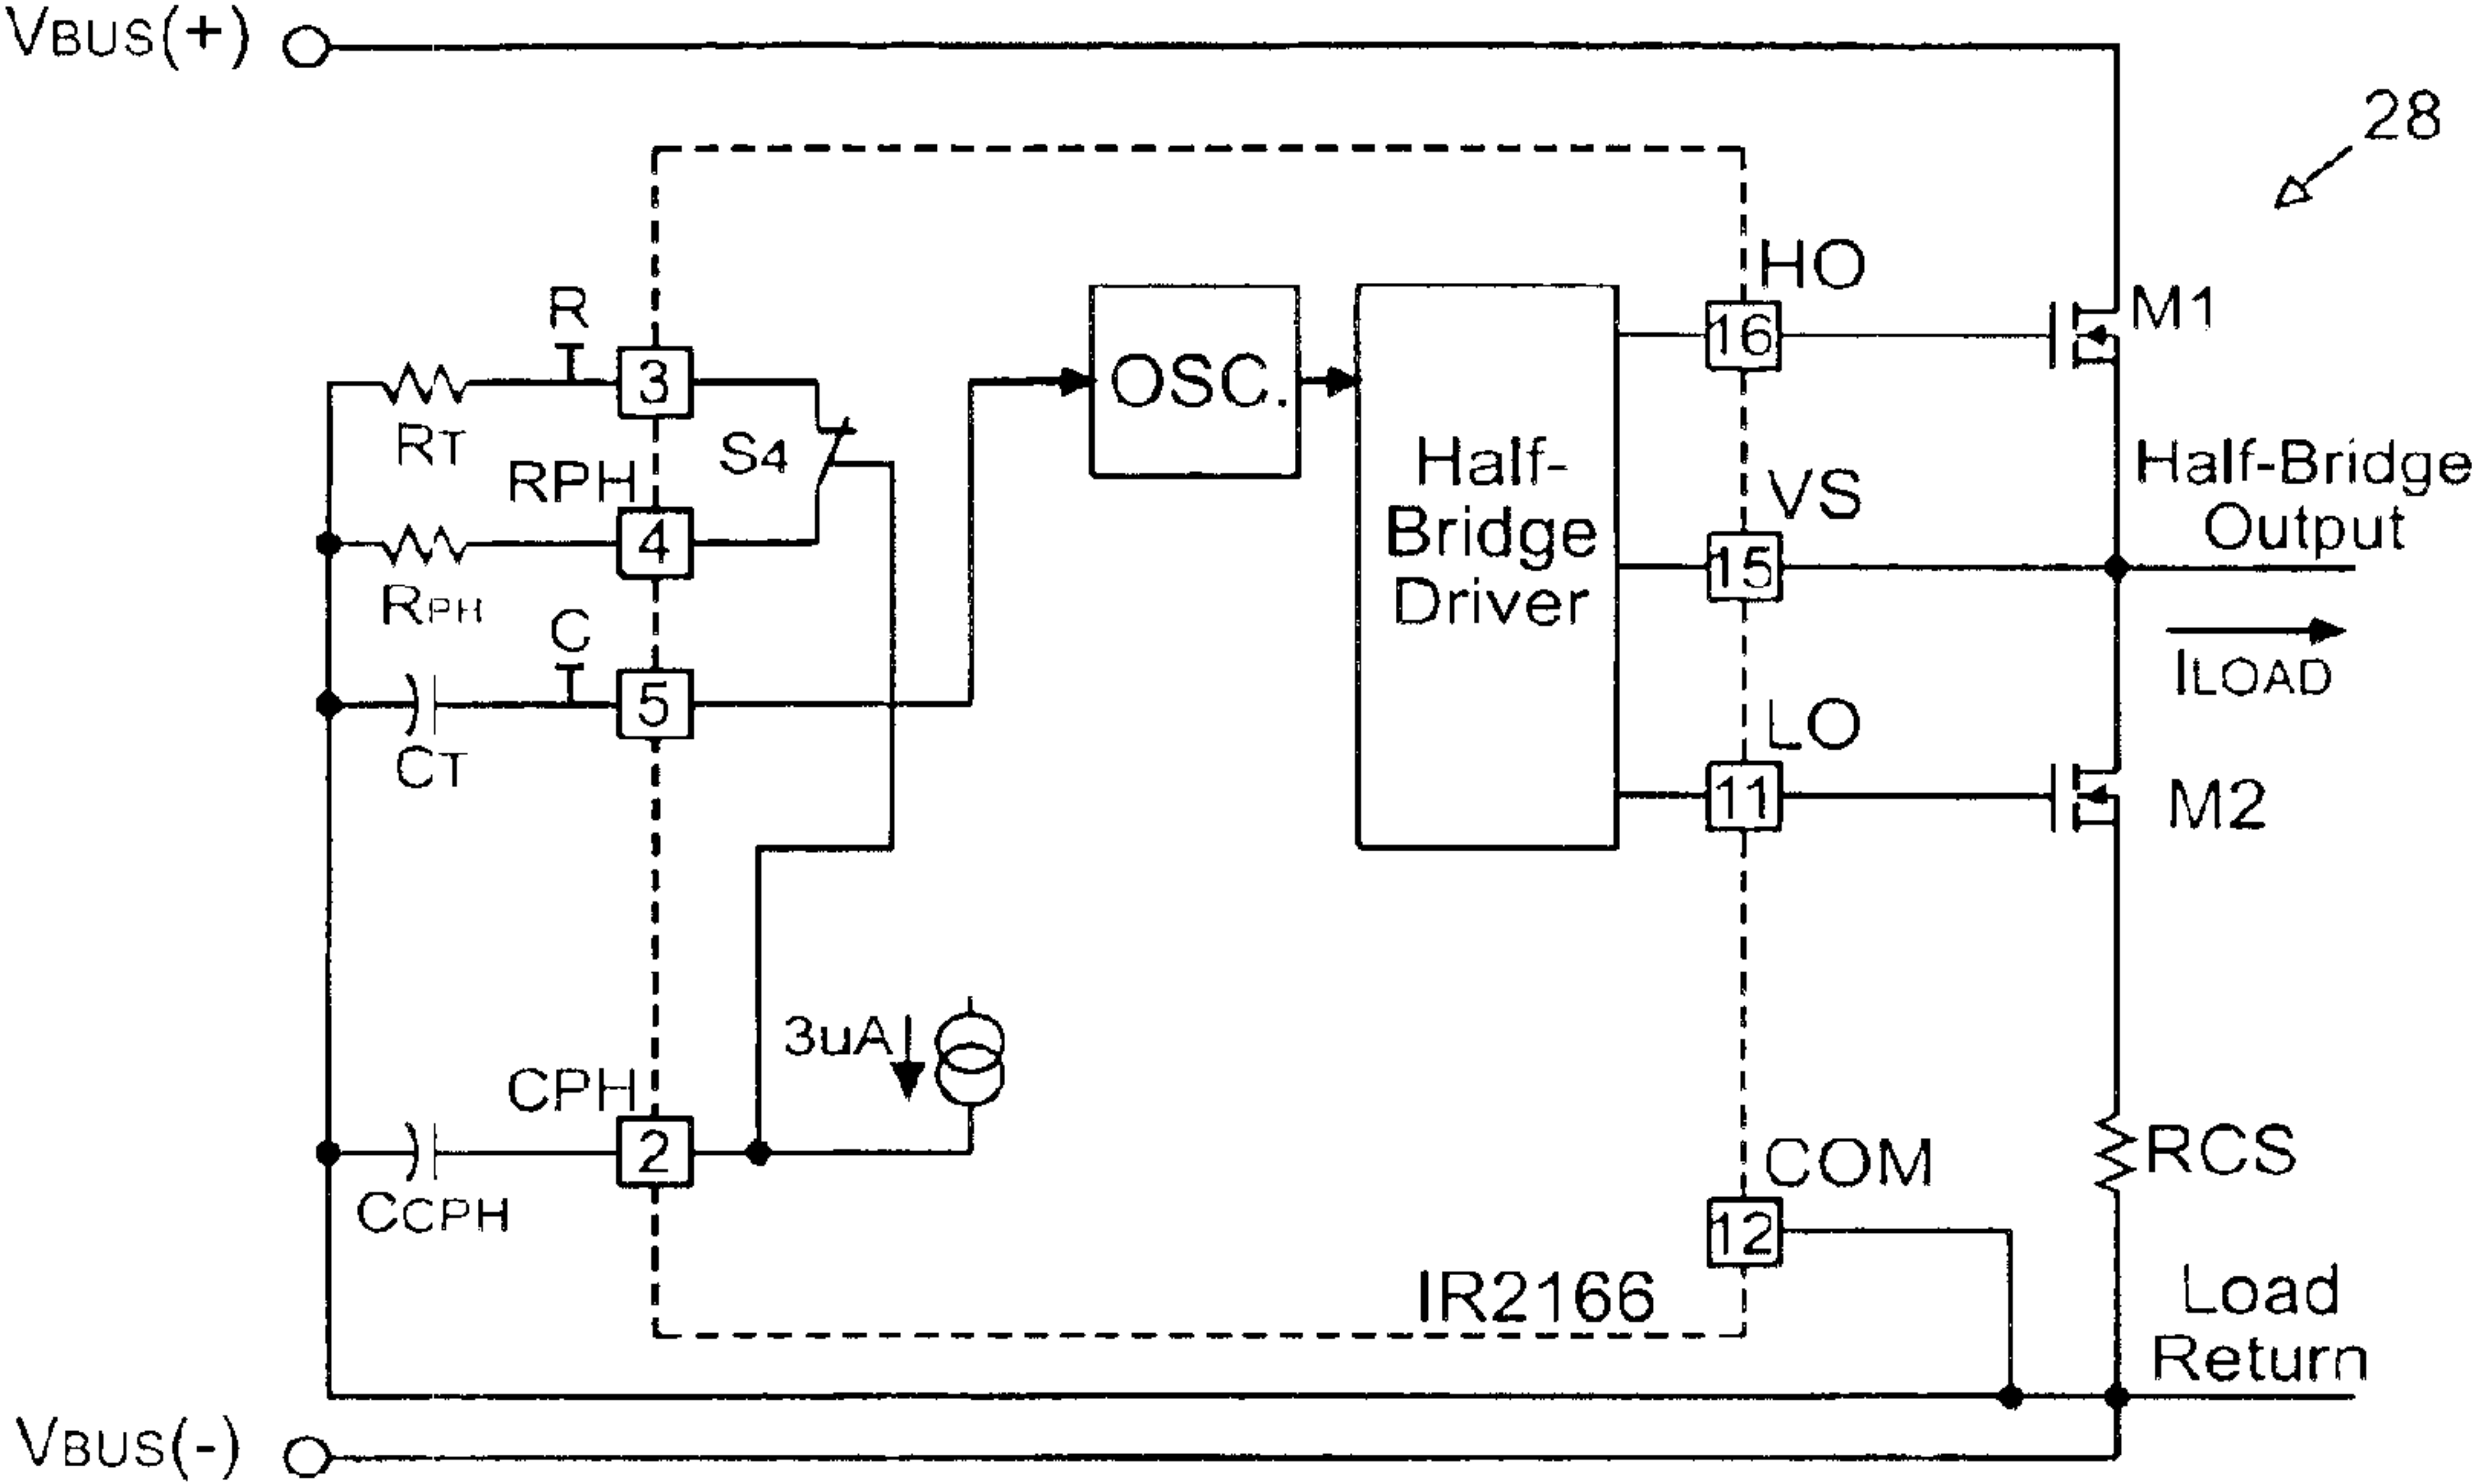 VBUS(+)
28
HO
16
M1
R
3
RT
S4
OSC.
Half-
Bridge
Driver
RPH
4
RPH
VS
15
Half-Bridge
Output
ILOAD
C
5
CT
LO
11
M2
3uA
CPH
2
CCPH
COM
12
RCS
IR2166
Load
Return
VBUS(-)